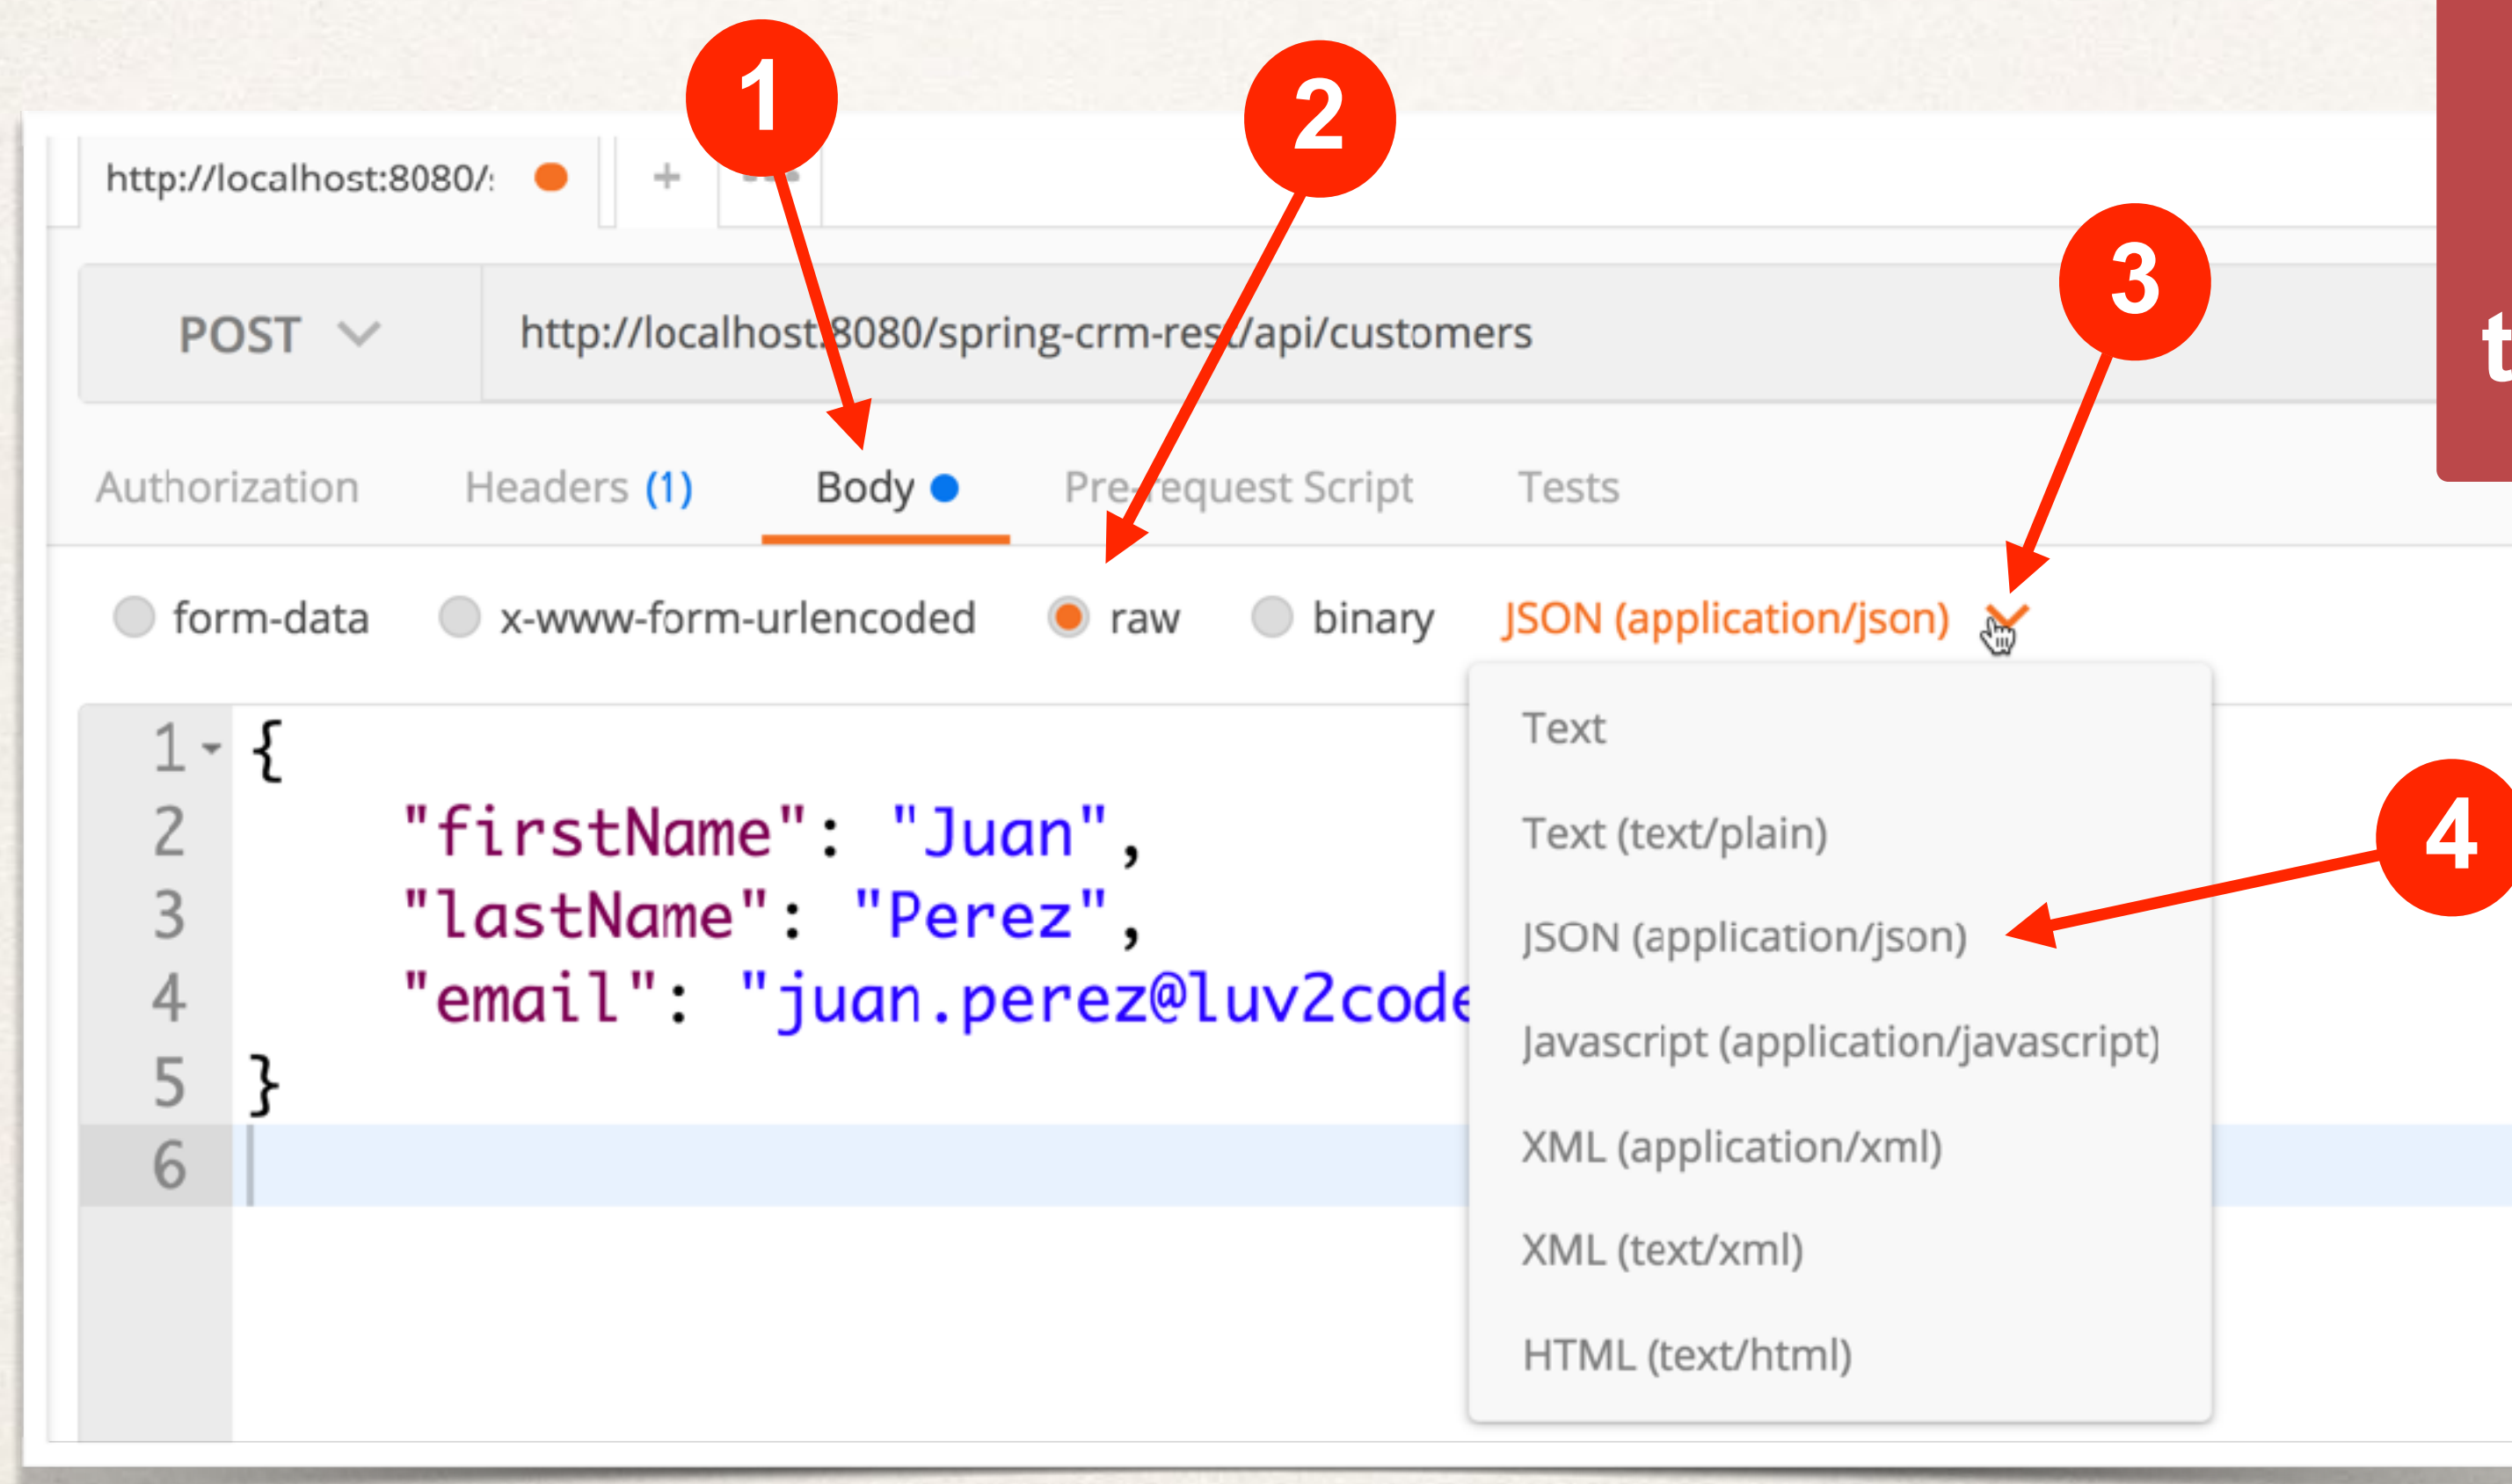 1
2
http://localhost:8080/
+
3
POST http://localhost:8080/spring-crm-rest/api/customers
t
Authorization Headers (1) Body Pre-request Script Tests
form-data x-www-form-urlencoded raw binary JSON (application/json)
1 {
2 "firstName": "Juan",
3 "lastName": "Perez",
4 "email": "juan.perez@luv2code
5 }
6
Text
Text (text/plain)
4
JSON (application/json)
Javascript (application/javascript)
XML (application/xml)
XML (text/xml)
HTML (text/html)